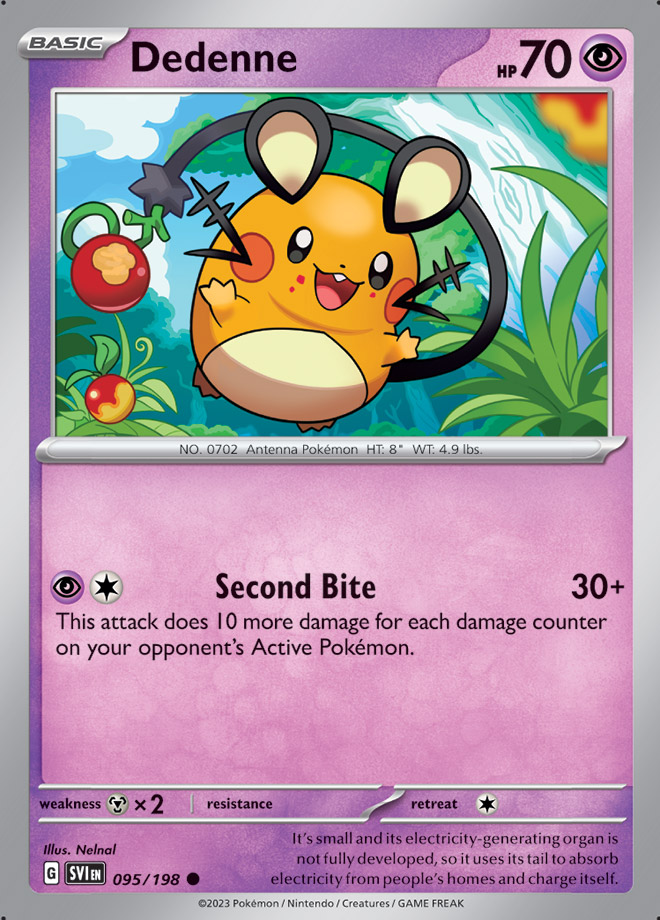 BASIC
Dedenne
HP 70
NO. 0702 Antenna Pokémon HT: 8" WT: 4.9 lbs.
Second Bite 30+
This attack does 10 more damage for each damage counter
on your opponent's Active Pokémon.
weakness ×2 resistance retreat
Illus. Nelnal
It's small and its electricity-generating organ is
not fully developed, so it uses its tail to absorb
electricity from people's homes and charge itself.
G SVI EN 095/198
©2023 Pokémon / Nintendo / Creatures / GAME FREAK